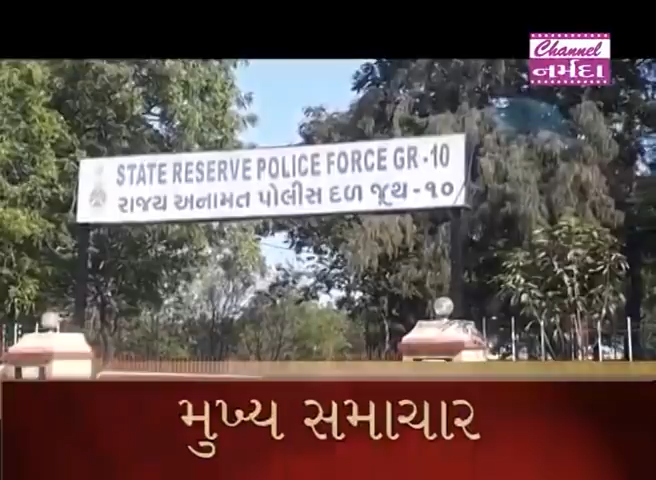 Channel
નર્મદા
STATE RESERVE POLICE FORCE GR-10
રાજ્ય અનામત પોલીસ દળ જૂથ-૧૦
મુખ્ય સમાચાર